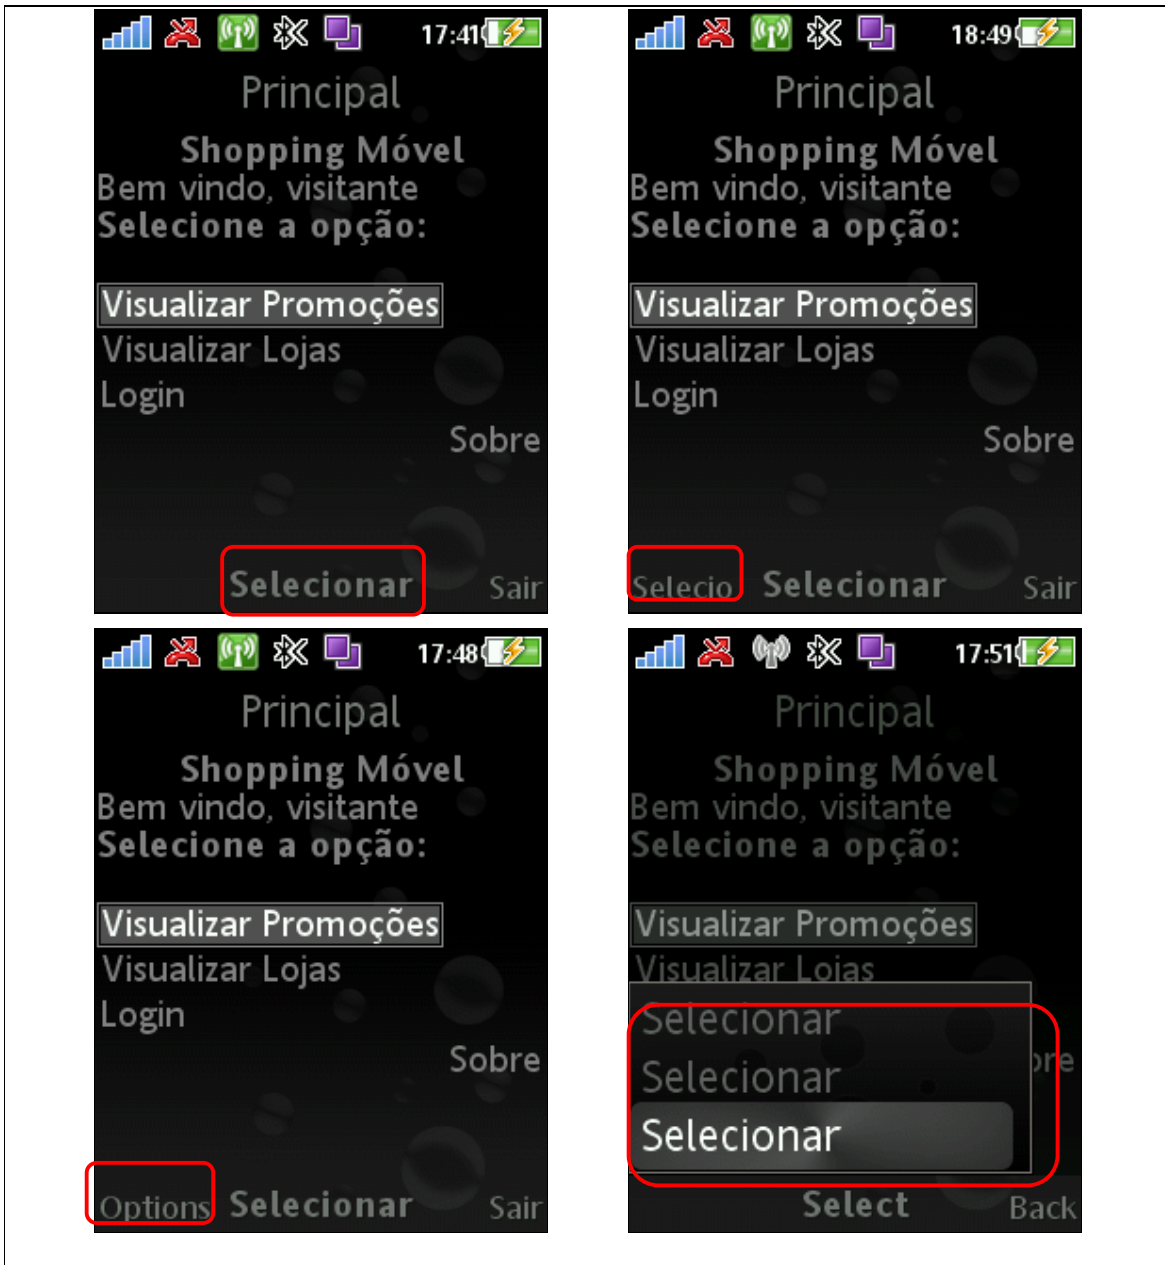 17:41
Principal
Shopping Móvel
Bem vindo, visitante
Selecione a opção:
Visualizar Promoções
Visualizar Lojas
Login
Sobre
Selecionar Sair
18:49
Principal
Shopping Móvel
Bem vindo, visitante
Selecione a opção:
Visualizar Promoções
Visualizar Lojas
Login
Sobre
Selecio Selecionar Sair
17:48
Principal
Shopping Móvel
Bem vindo, visitante
Selecione a opção:
Visualizar Promoções
Visualizar Lojas
Login
Sobre
Options Selecionar Sair
17:51
Principal
Shopping Móvel
Bem vindo, visitante
Selecione a opção:
Visualizar Promoções
Visualizar Lojas
Selecionar
bre
Selecionar
Selecionar
Select Back